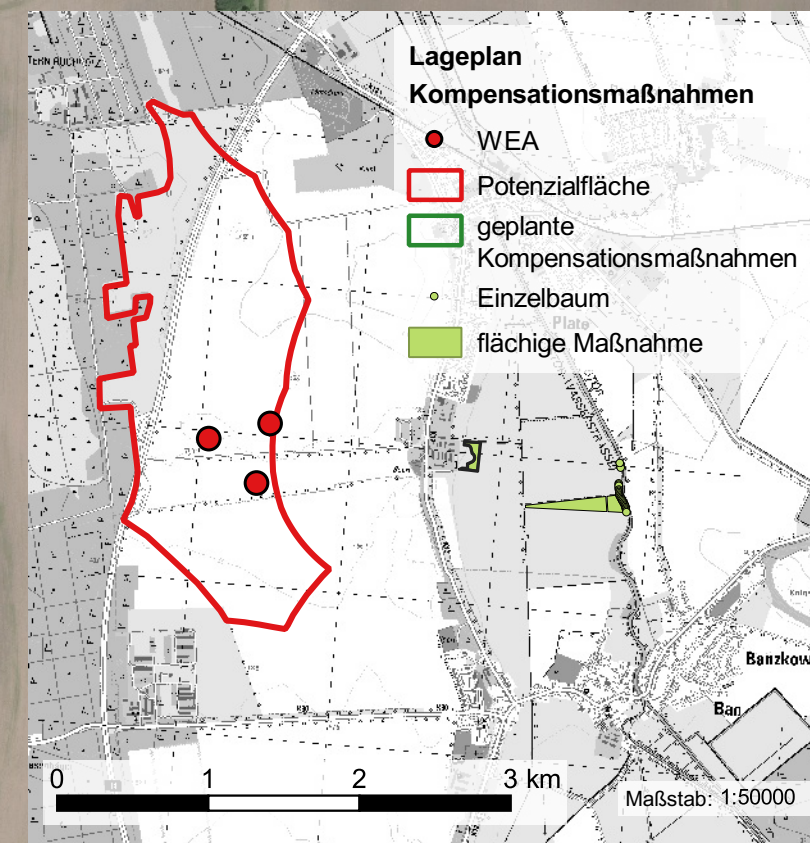 Lageplan
Kompensationsmaßnahmen
WEA
Potenzialfläche
geplante
Kompensationsmaßnahmen
Einzelbaum
flächige Maßnahme
Plate
Banzkow
Ban
0 1 2 3 km
Maßstab: 1:50000